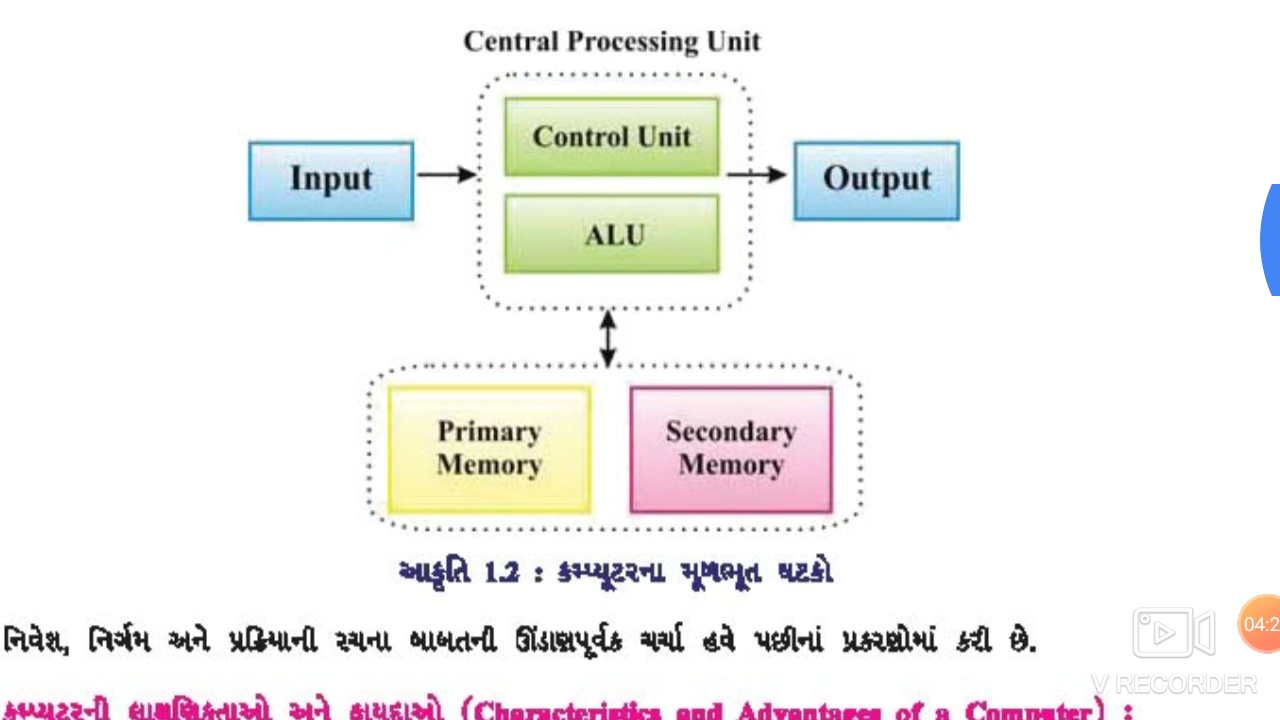 Central Processing Unit
Control Unit
Input
Output
ALU
Primary
Memory
Secondary
Memory
આકૃતિ 1.2 : કમ્પ્યૂટરના મૂળભૂત ઘટકો
નિવેશ, નિર્ગમ અને પ્રક્રિયાની રચના બાબતની ઊંડાણપૂર્વક ચર્ચા હવે પછીનાં પ્રકરણોમાં કરી છે.
કમ્પ્યૂટરની લાક્ષણિકતાઓ અને ફાયદાઓ (Characteristics and Advantages of a Computer) :
04:2
V RECORDER